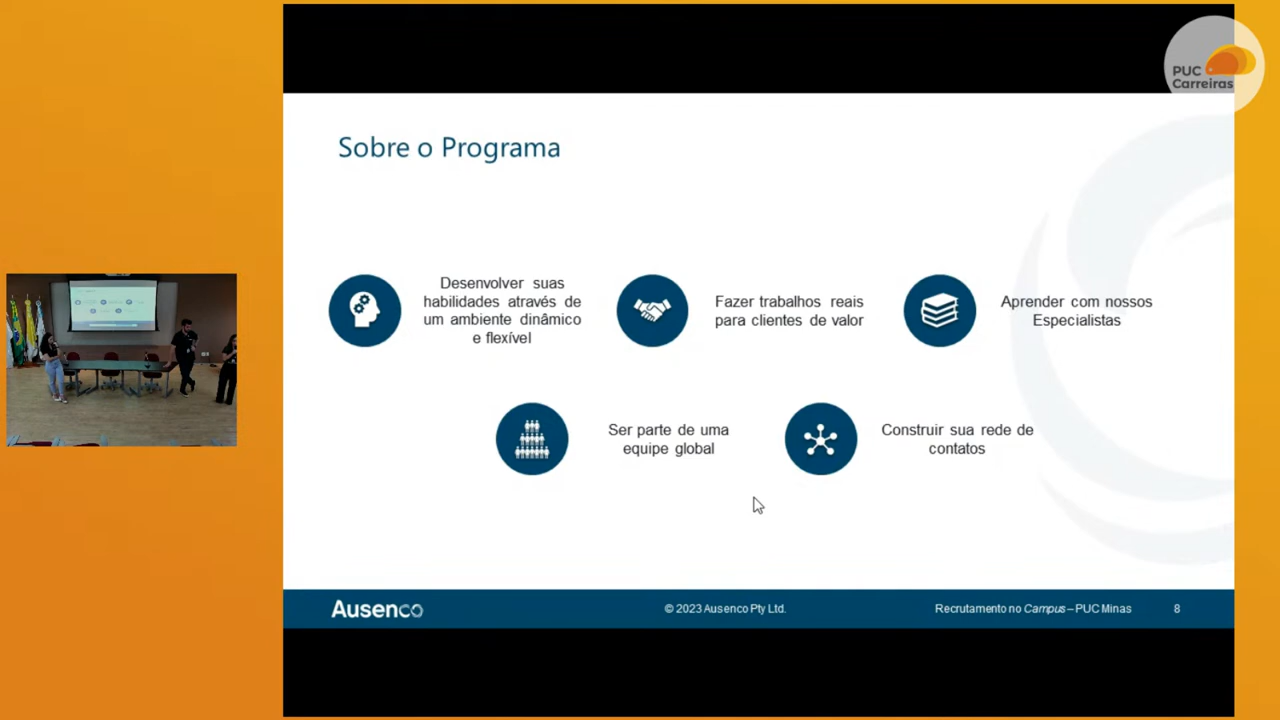 PUC
Carreiras
Sobre o Programa
Desenvolver suas
habilidades através de
um ambiente dinâmico
e flexível
Fazer trabalhos reais
para clientes de valor
Aprender com nossos
Especialistas
Ser parte de uma
equipe global
Construir sua rede de
contatos
Ausenco
© 2023 Ausenco Pty Ltd.
Recrutamento no Campus – PUC Minas
8